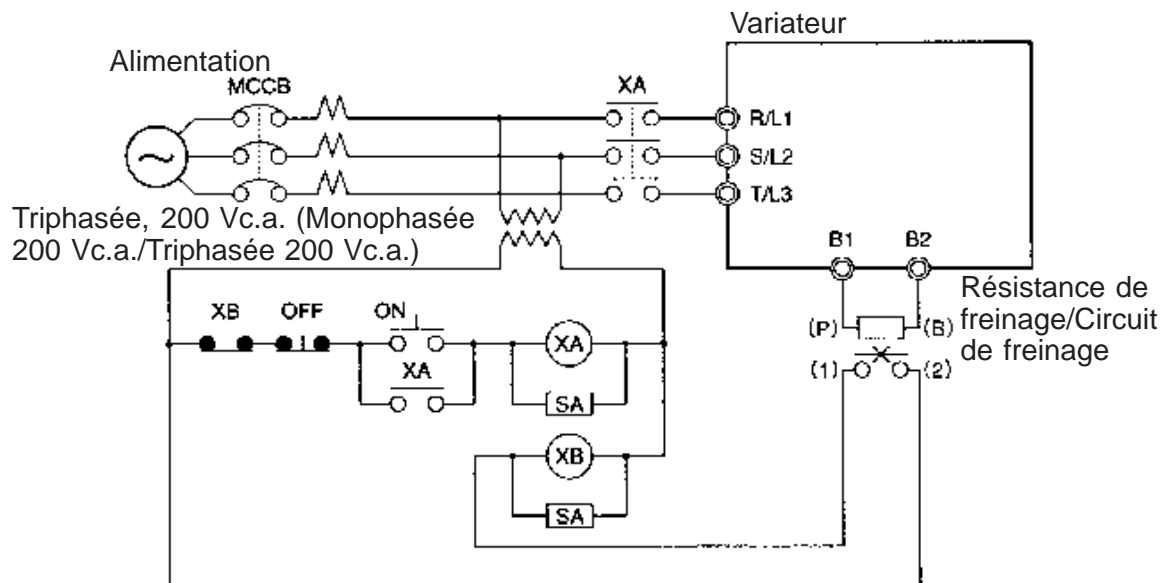 Variateur
Alimentation
MCCB
XA
R/L1
S/L2
T/L3
Triphasée, 200 Vc.a. (Monophasée
200 Vc.a./Triphasée 200 Vc.a.)
B1 B2
XB OFF ON XA
(P) (B)
Résistance de
freinage/Circuit
de freinage
XA
(1) (2)
SA
XB
SA